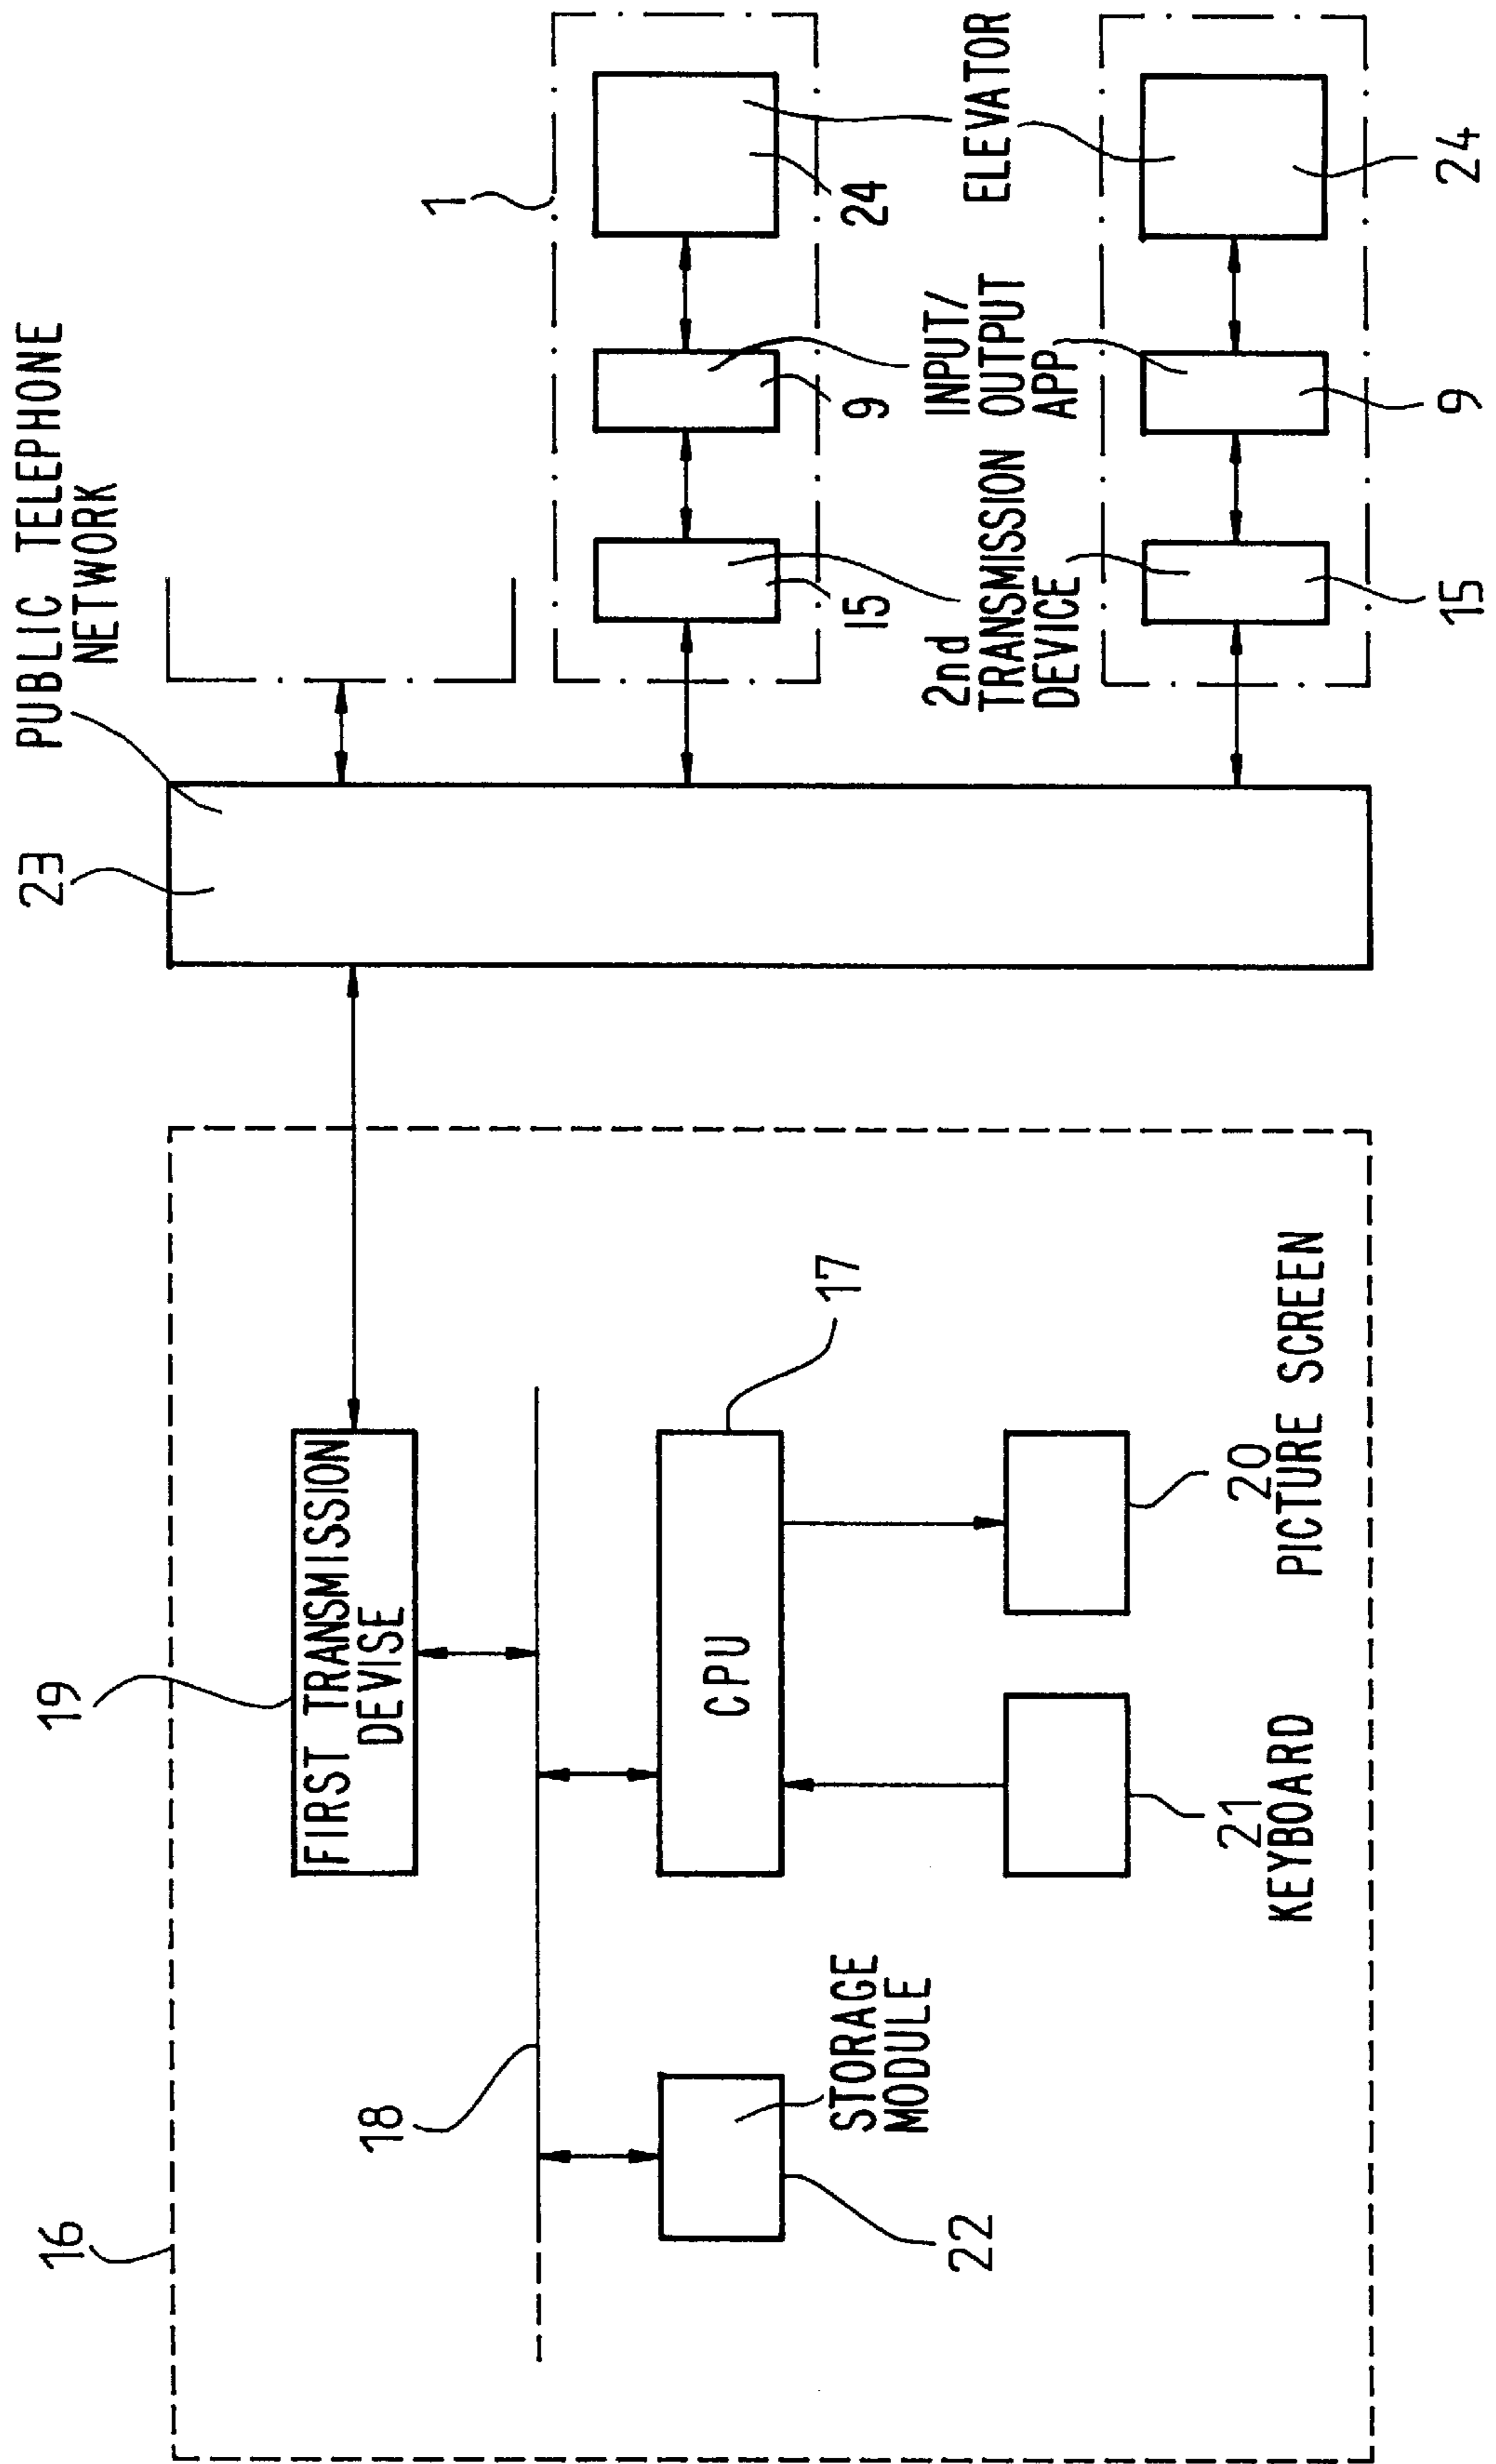 16
19
FIRST TRANSMISSION
DEVISE
18
22
STORAGE
MODULE
CPU
17
21
KEYBOARD
20
PICTURE SCREEN
23
PUBLIC TELEPHONE
NETWORK
1
15
9
24
2nd
TRANSMISSION
DEVICE
INPUT/
OUTPUT
APP
ELEVATOR
15
9
24